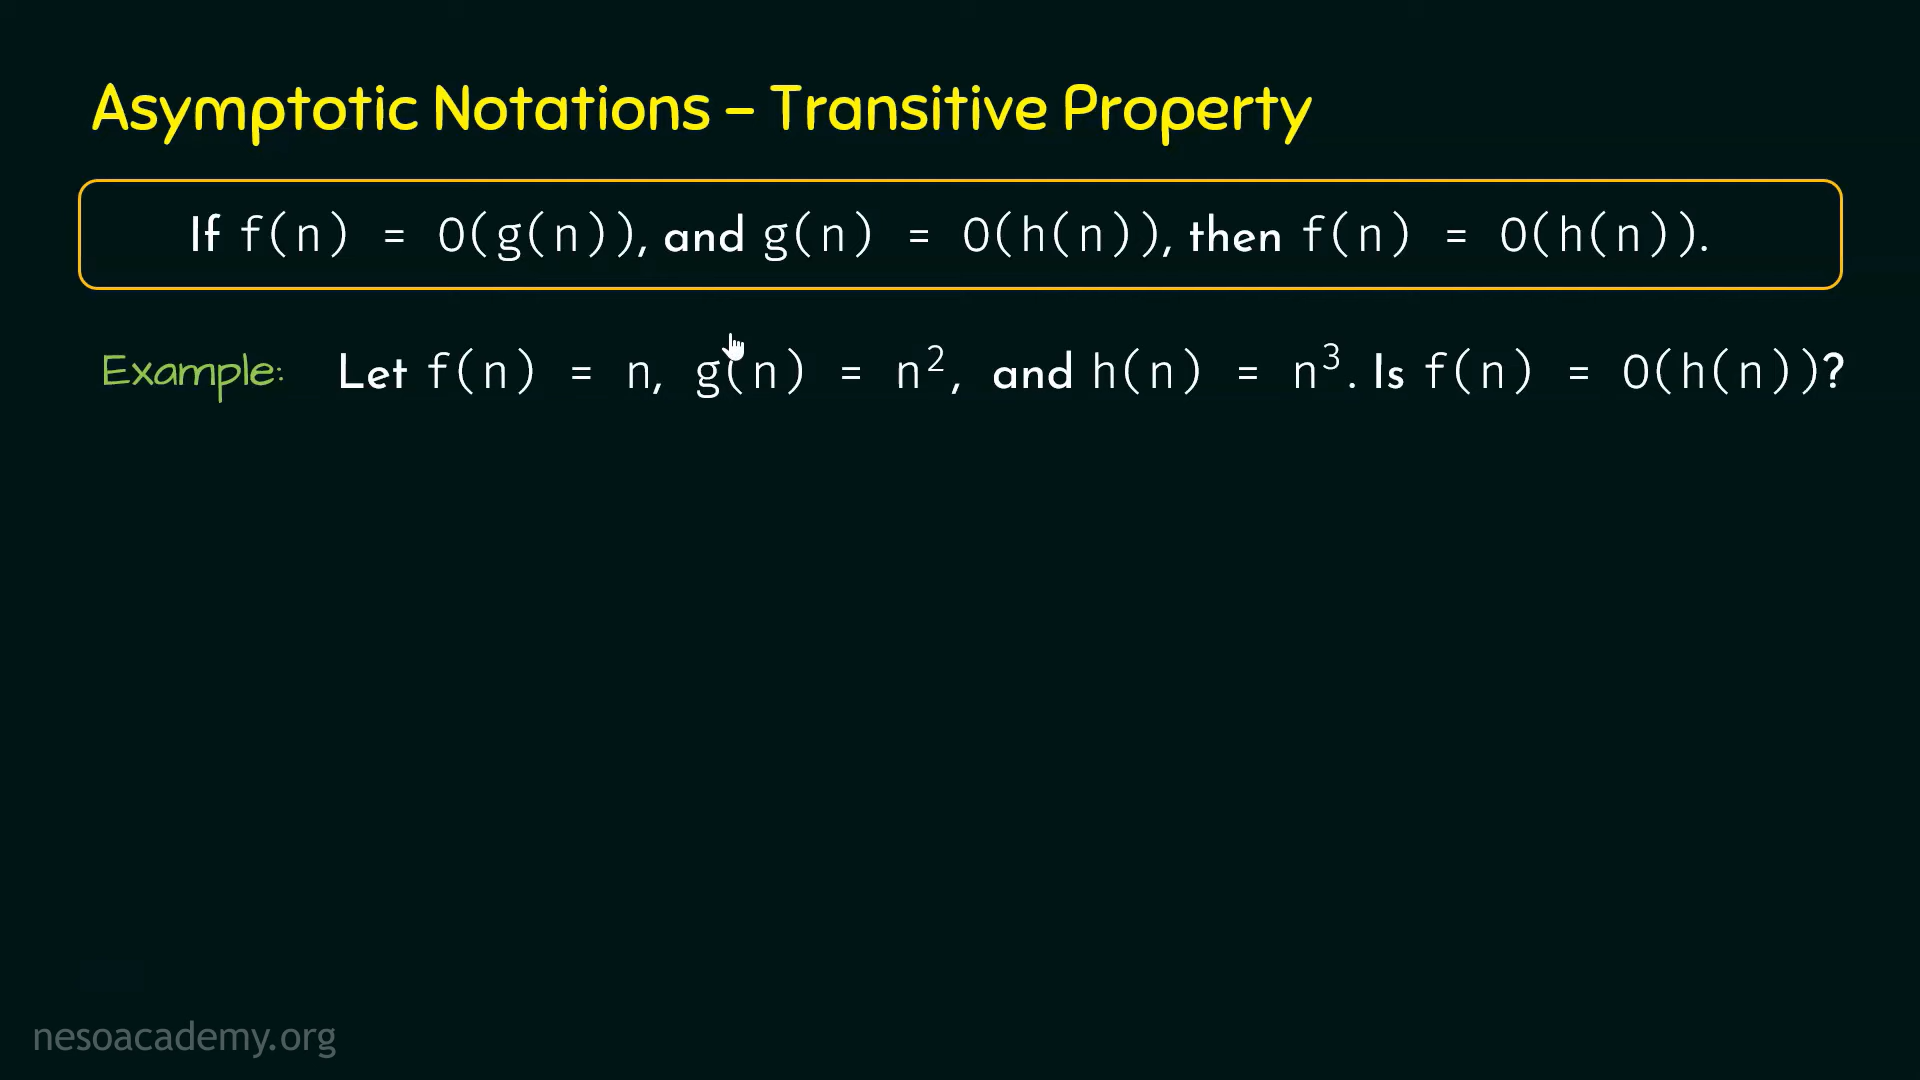 Asymptotic Notations – Transitive Property
If f(n) = O(g(n)), and g(n) = O(h(n)), then f(n) = O(h(n)).
Example: Let f(n) = n, g(n) = n², and h(n) = n³. Is f(n) = O(h(n))?
nesoacademy.org